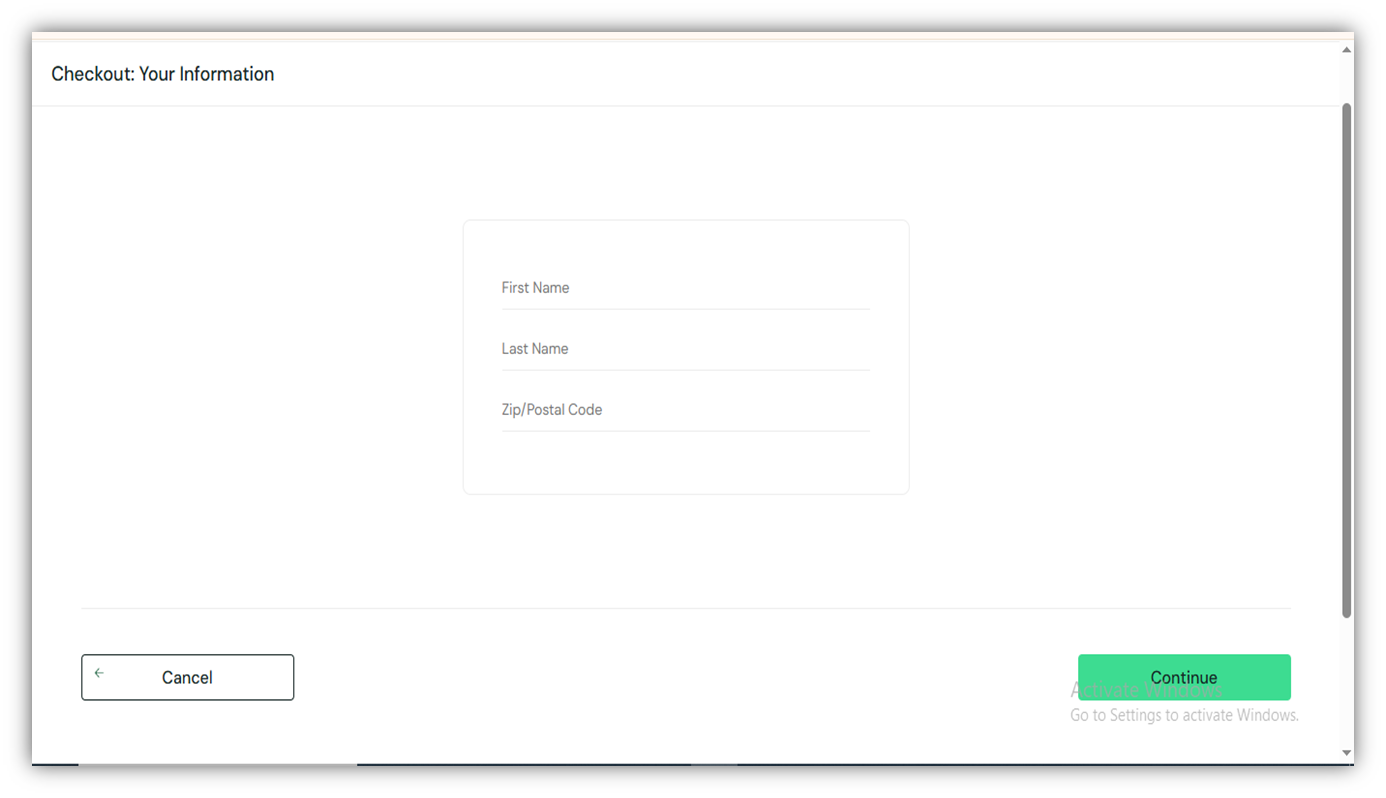 Checkout: Your Information
First Name
Last Name
Zip/Postal Code
Cancel
Continue
Activate Windows
Go to Settings to activate Windows.